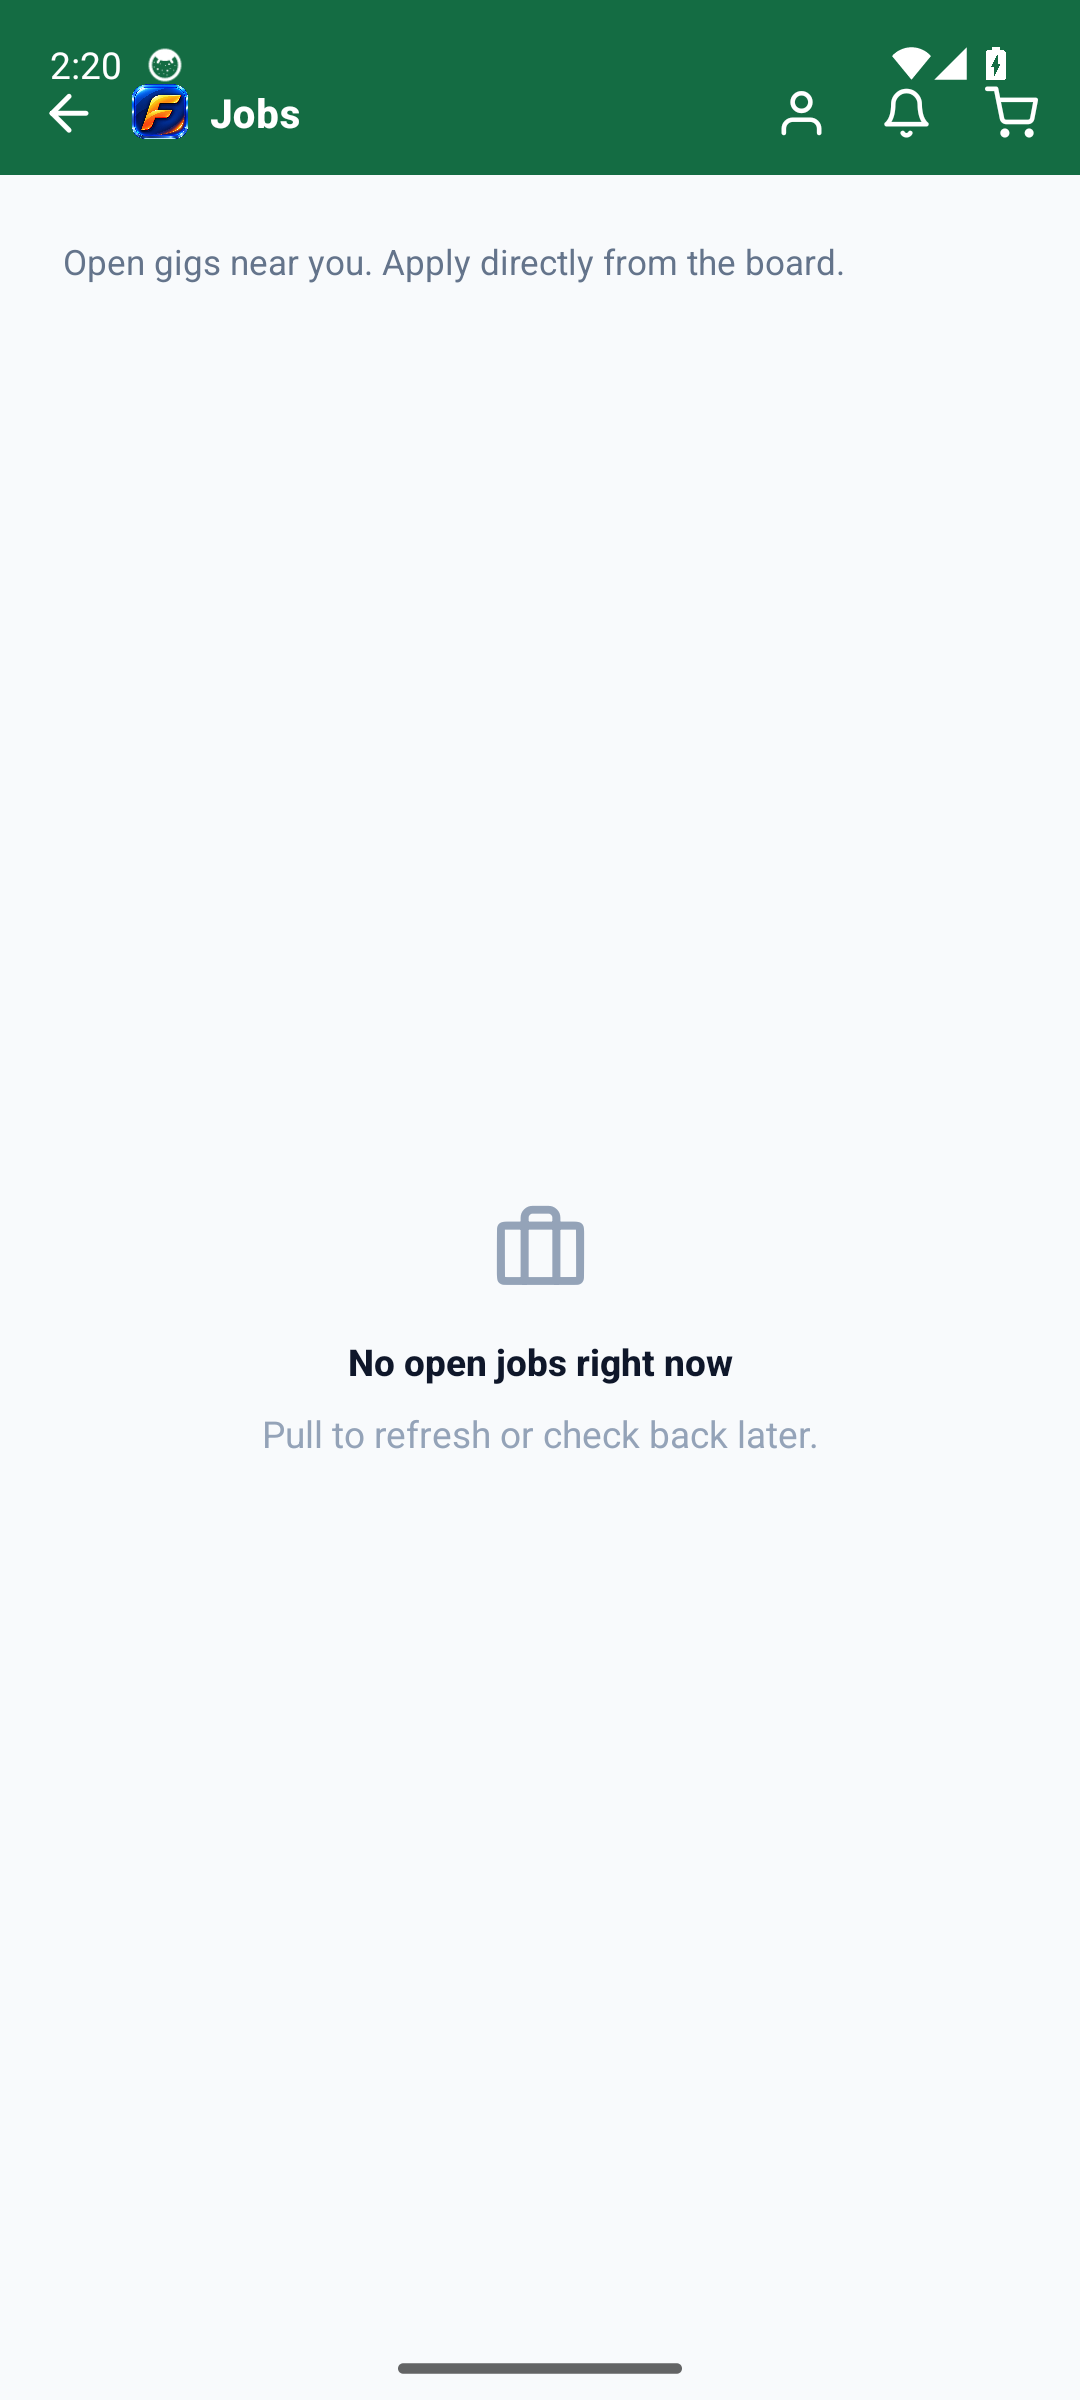 2:20
Jobs
Open gigs near you. Apply directly from the board.
No open jobs right now
Pull to refresh or check back later.